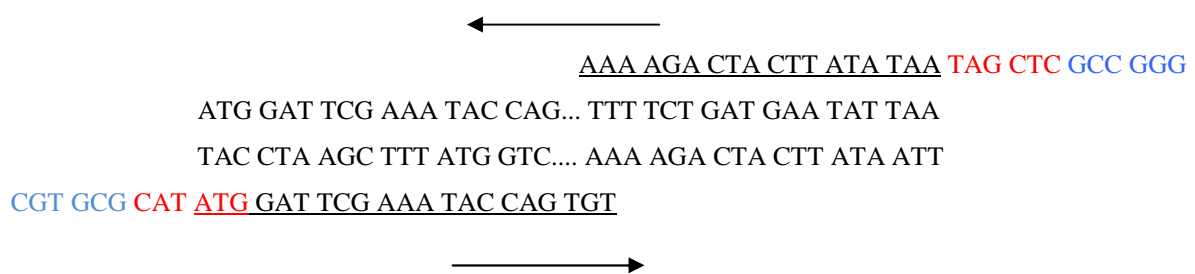 AAA AGA CTA CTT ATA TAA TAG CTC GCC GGG
ATG GAT TCG AAA TAC CAG... TTT TCT GAT GAA TAT TAA
TAC CTA AGC TTT ATG GTC.... AAA AGA CTA CTT ATA ATT
CGT GCG CAT ATG GAT TCG AAA TAC CAG TGT